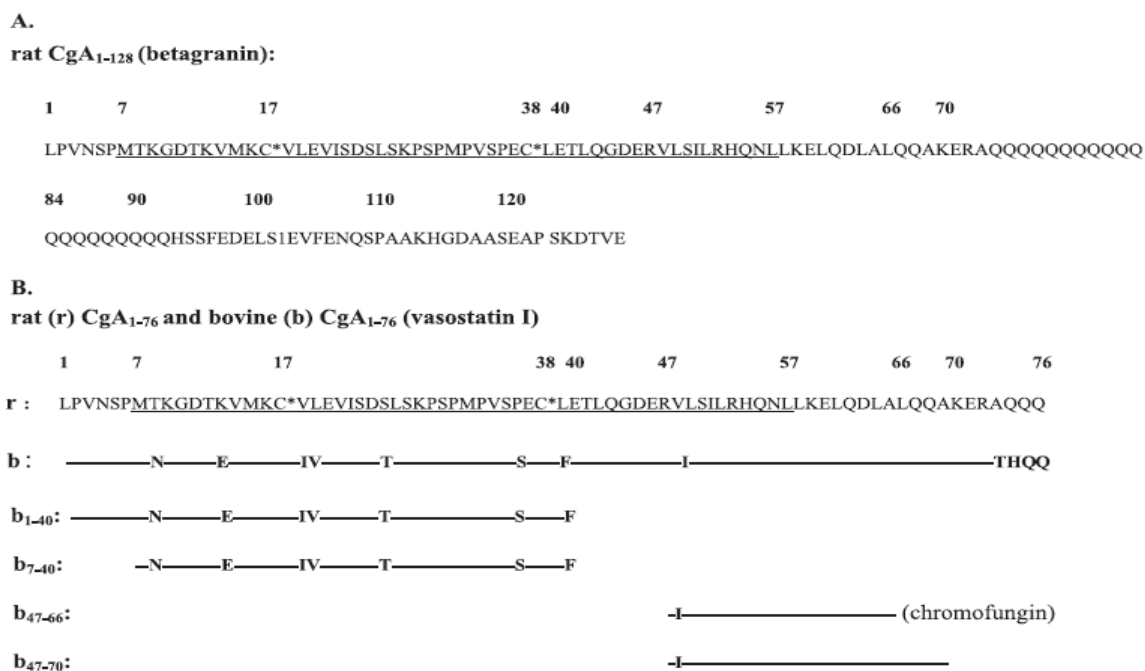 A.
rat CgA1-128 (betagranin):
1 7 17 38 40 47 57 66 70
LPVNSPMTKGDTKVMKC*VLEVISDSLSKPSPMPVSPEC*LETLQGDERVLSILRHQNLLKELQDLALQQAKERAQQQQQQQQQQQ
84 90 100 110 120
QQQQQQQQQQHSSFEDELS1EVFENQSPAAKHGDAASEAP SKDTVE
B.
rat (r) CgA1-76 and bovine (b) CgA1-76 (vasostatin I)
1 7 17 38 40 47 57 66 70 76
r : LPVNSPMTKGDTKVMKC*VLEVISDSLSKPSPMPVSPEC*LETLQGDERVLSILRHQNLLKELQDLALQQAKERAQQQ
b : N E IV T S F I THQQ
b1-40: N E IV T S F
b7-40: N E IV T S F
b47-66: I (chromofungin)
b47-70: I